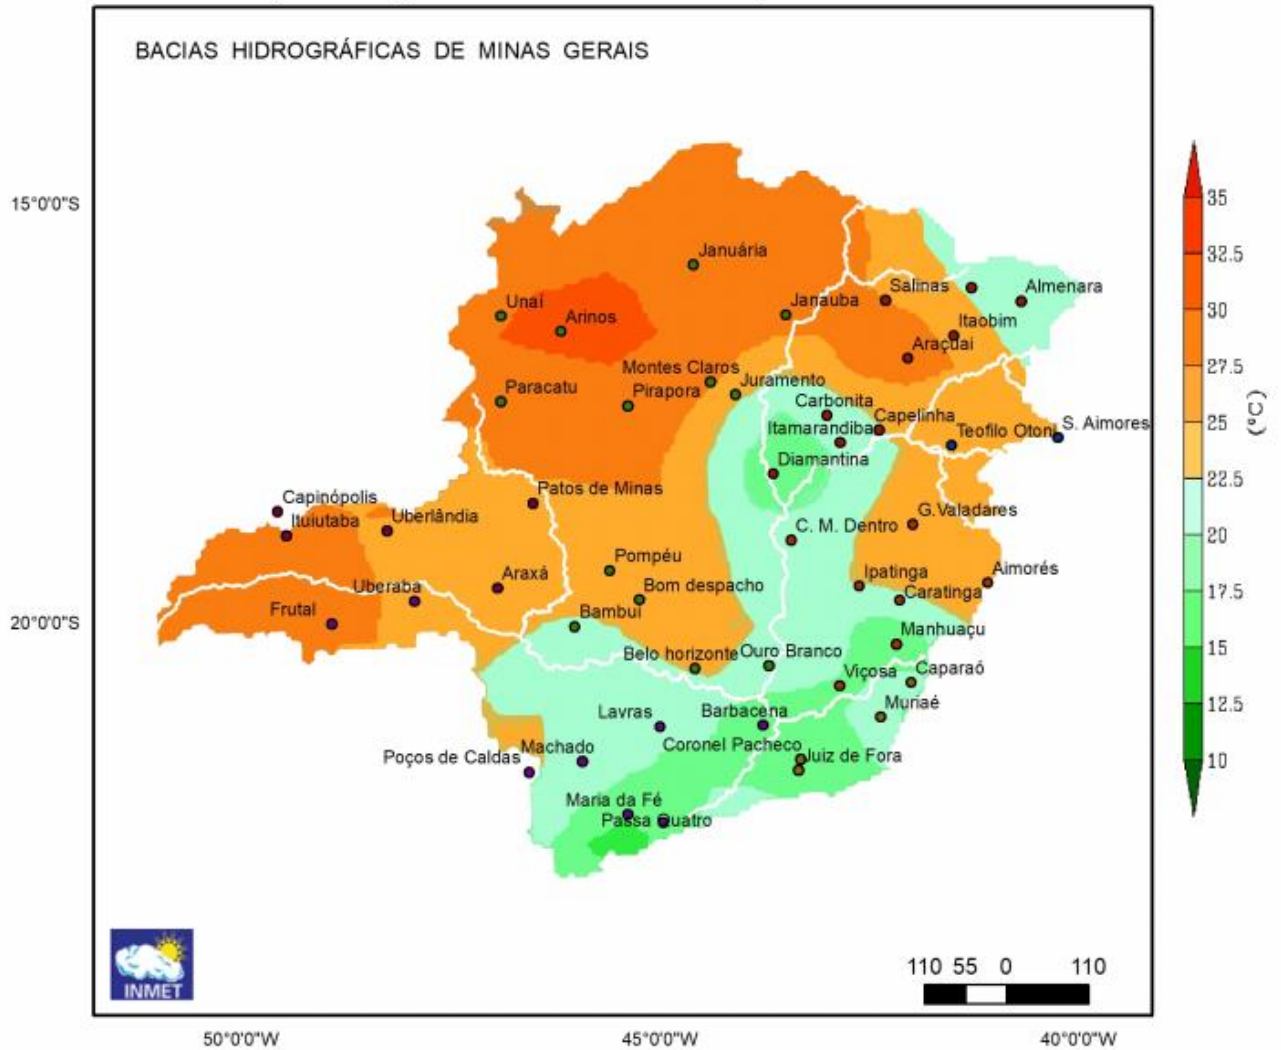 BACIAS HIDROGRÁFICAS DE MINAS GERAIS
15°0'0"S
35
Januária
32.5
Salinas
Almenara
Unaí
Janauba
30
Arinos
Itaobim
Araçuai
Montes Claros
27.5
Paracatu
Pirapora
Juramento
Carbonita
Capelinha
25
(°C)
Itamarandiba
Teofilo Otoni
S. Aimores
Diamantina
22.5
Capinópolis
Patos de Minas
Ituiutaba
Uberlândia
C. M. Dentro
G.Valadares
20
Pompéu
Araxá
Ipatinga
Aimorés
Uberaba
Bom despacho
Caratinga
17.5
Frutal
Bambuí
20°0'0"S
Manhuaçu
Belo horizonte
Ouro Branco
15
Viçosa
Caparaó
Lavras
Barbacena
Muriaé
12.5
Coronel Pacheco
Poços de Caldas
Machado
Juiz de Fora
10
Maria da Fé
Passa Quatro
INMET
110 55 0 110
50°0'0"W
45°0'0"W
40°0'0"W